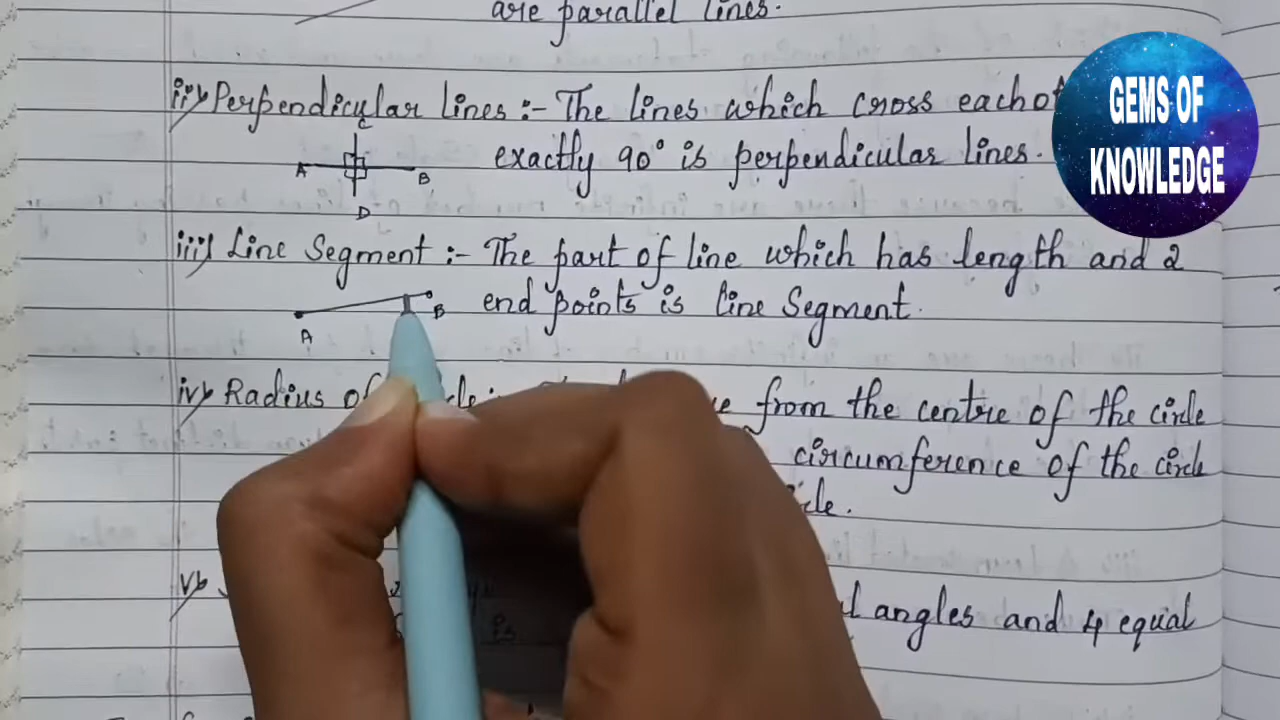 are parallel lines.
ii) Perpendicular lines :- The lines which cross each
exactly 90° is perpendicular lines.
C
A B
D
iii) Line Segment :- The part of line which has length and 2
end points is line Segment.
A B
iv) Radius of from the centre of the circle
circumference of the circle
v) angles and 4 equal
is
GEMS OF
KNOWLEDGE